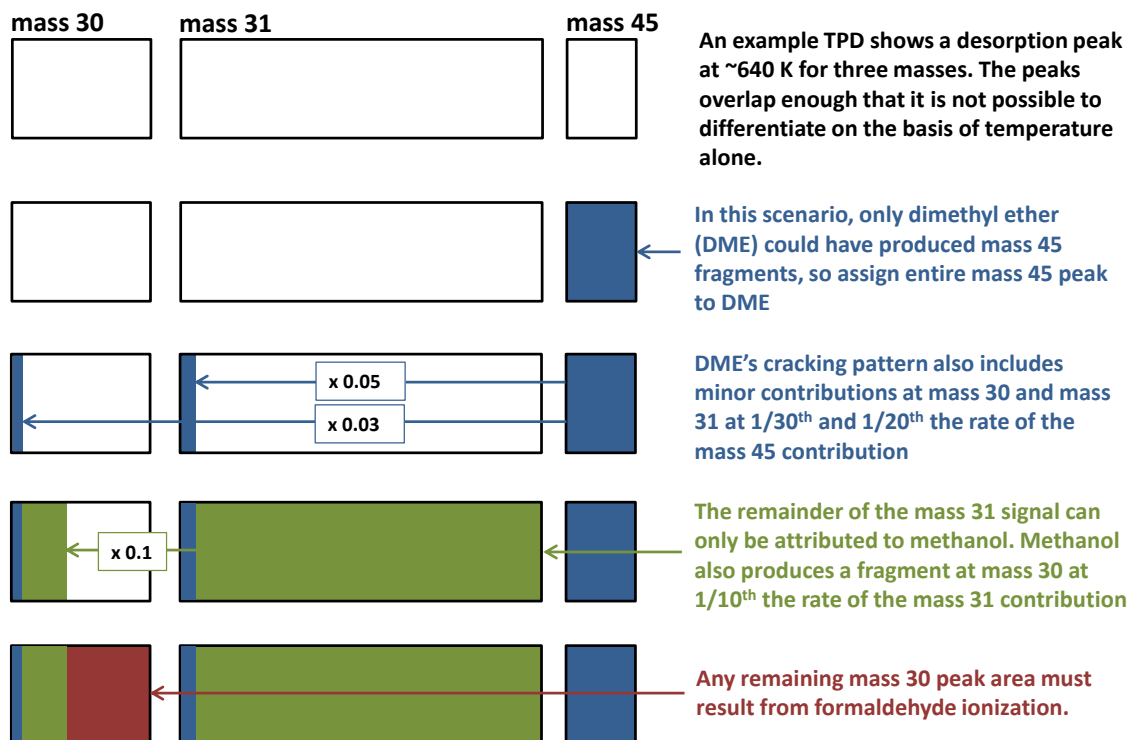 mass 30
mass 31
mass 45
An example TPD shows a desorption peak
at ~640 K for three masses. The peaks
overlap enough that it is not possible to
differentiate on the basis of temperature
alone.
In this scenario, only dimethyl ether
(DME) could have produced mass 45
fragments, so assign entire mass 45 peak
to DME
x 0.05
x 0.03
DME’s cracking pattern also includes
minor contributions at mass 30 and mass
31 at 1/30th and 1/20th the rate of the
mass 45 contribution
x 0.1
The remainder of the mass 31 signal can
only be attributed to methanol. Methanol
also produces a fragment at mass 30 at
1/10th the rate of the mass 31 contribution
Any remaining mass 30 peak area must
result from formaldehyde ionization.